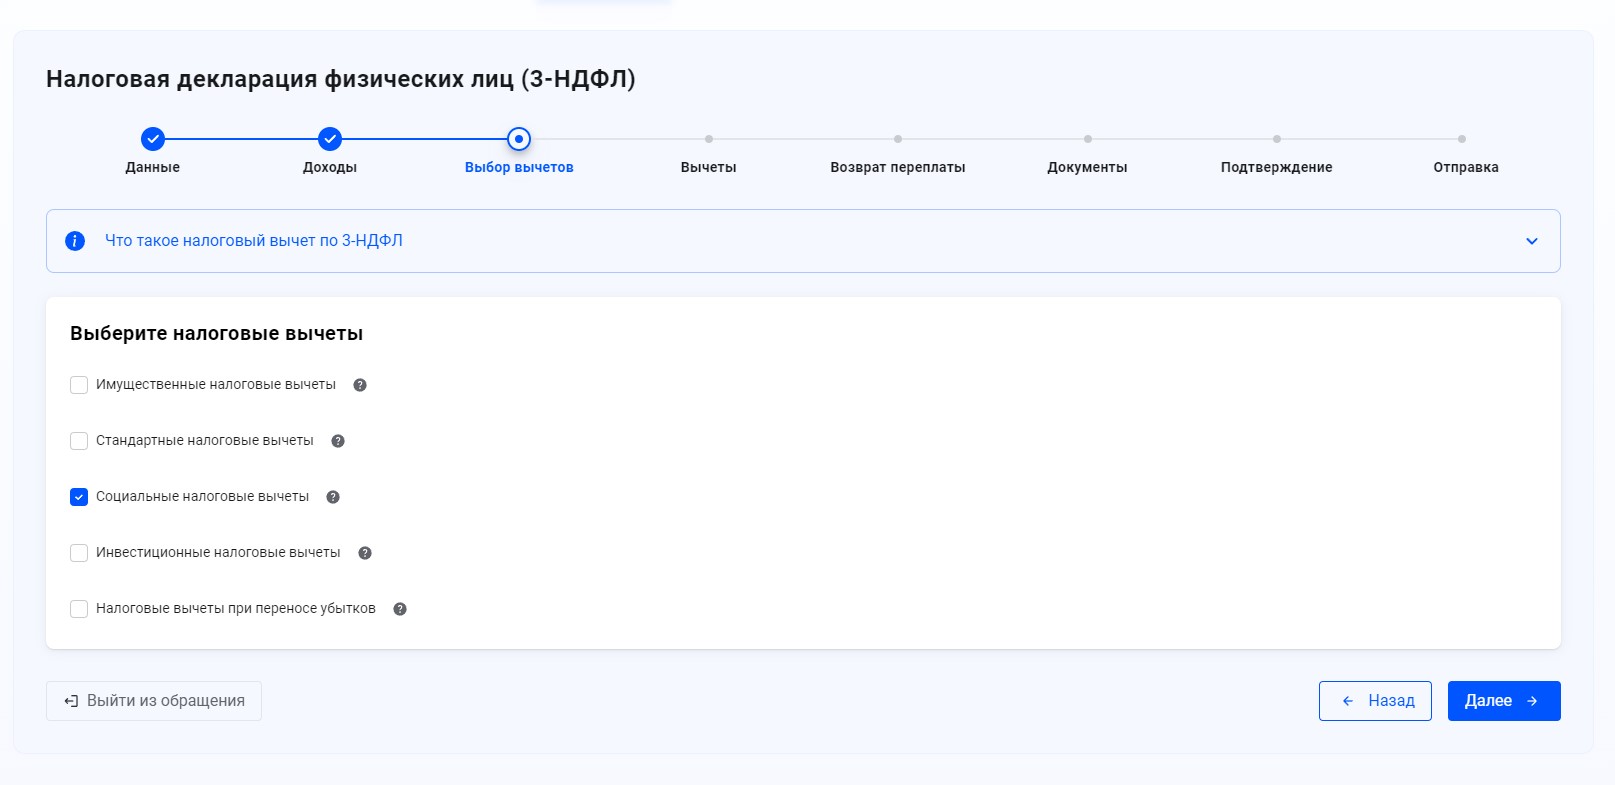 Налоговая декларация физических лиц (3-НДФЛ)
Данные
Доходы
Выбор вычетов
Вычеты
Возврат переплаты
Документы
Подтверждение
Отправка
Что такое налоговый вычет по 3-НДФЛ
Выберите налоговые вычеты
Имущественные налоговые вычеты
Стандартные налоговые вычеты
Социальные налоговые вычеты
Инвестиционные налоговые вычеты
Налоговые вычеты при переносе убытков
Выйти из обращения
Назад
Далее